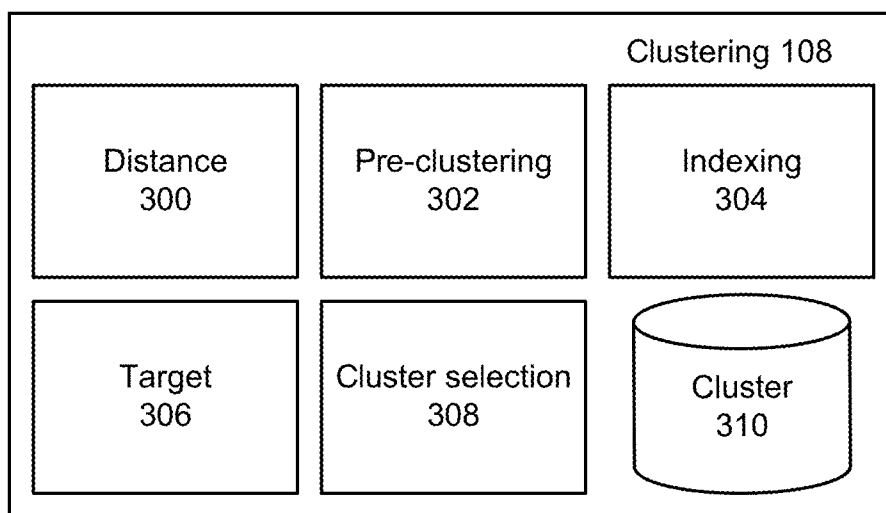 Clustering 108
Distance
300
Pre-clustering
302
Indexing
304
Target
306
Cluster selection
308
Cluster
310